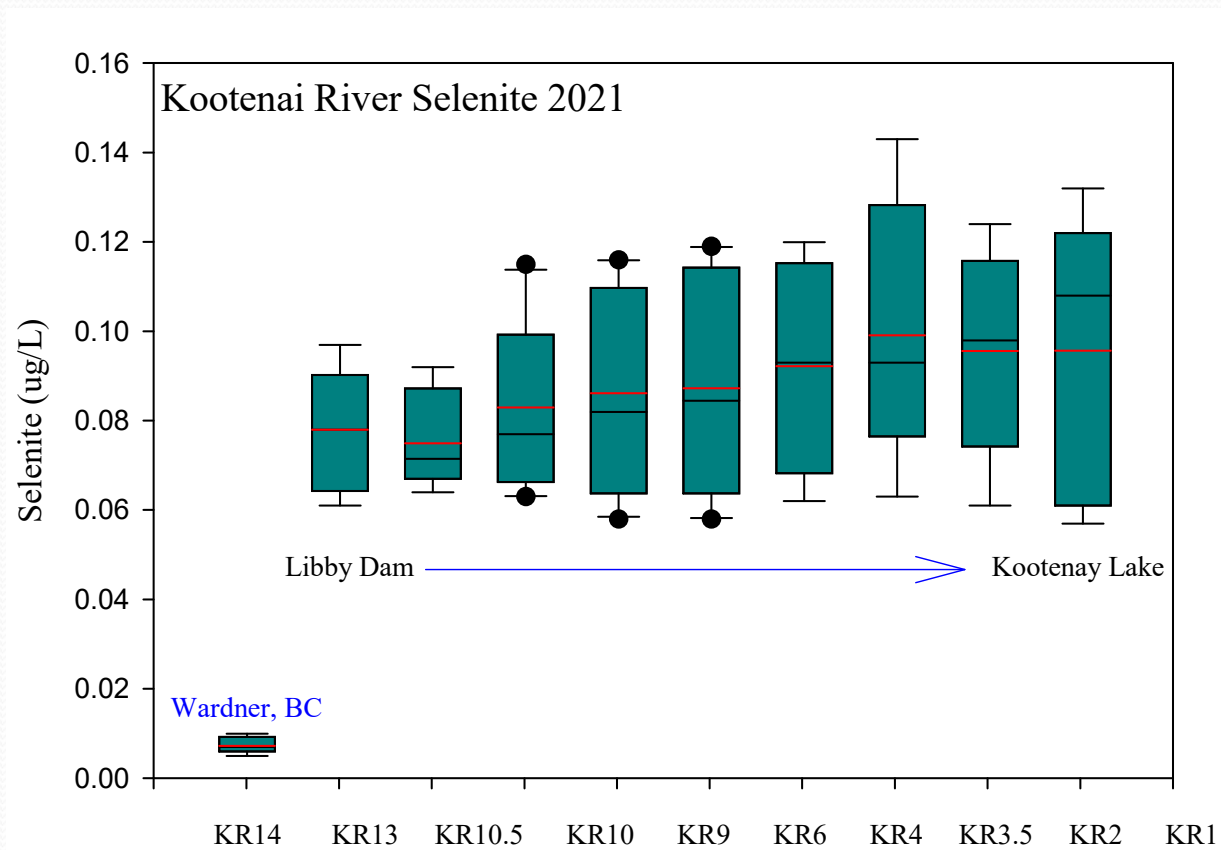 Kootenai River Selenite 2021
Selenite (ug/L)
0.16
0.14
0.12
0.10
0.08
0.06
0.04
0.02
0.00
Libby Dam
Kootenay Lake
Wardner, BC
KR14 KR13 KR10.5 KR10 KR9 KR6 KR4 KR3.5 KR2 KR1